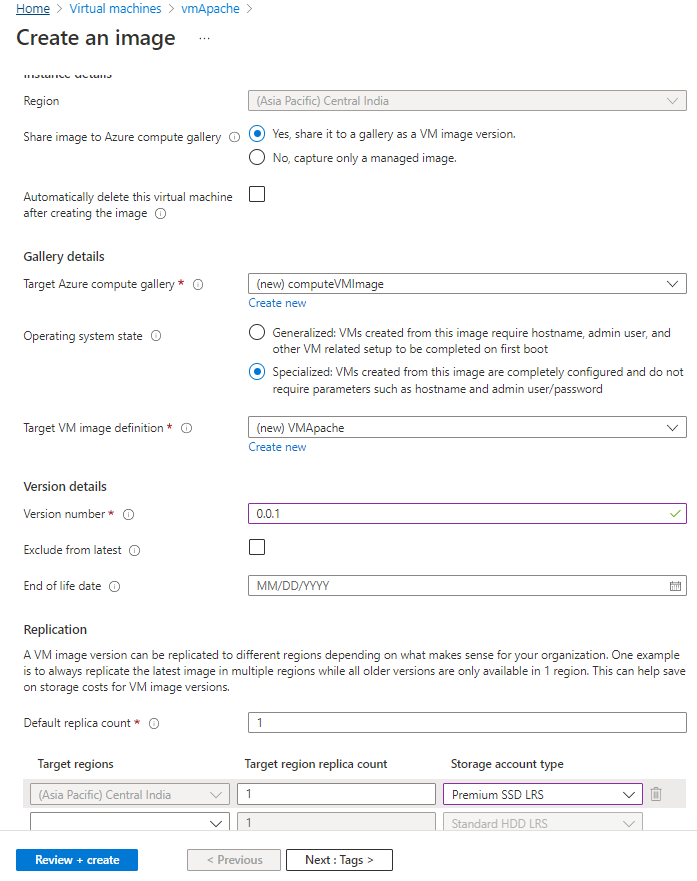 Home > Virtual machines > vmApache >
Create an image ...
Instance details
Region
(Asia Pacific) Central India
Share image to Azure compute gallery
Yes, share it to a gallery as a VM image version.
No, capture only a managed image.
Automatically delete this virtual machine
after creating the image
Gallery details
Target Azure compute gallery *
(new) computeVMImage
Create new
Operating system state
Generalized: VMs created from this image require hostname, admin user, and
other VM related setup to be completed on first boot
Specialized: VMs created from this image are completely configured and do not
require parameters such as hostname and admin user/password
Target VM image definition *
(new) VMApache
Create new
Version details
Version number *
0.0.1
Exclude from latest
End of life date
MM/DD/YYYY
Replication
A VM image version can be replicated to different regions depending on what makes sense for your organization. One example
is to always replicate the latest image in multiple regions while all older versions are only available in 1 region. This can help save
on storage costs for VM image versions.
Default replica count *
1
Target regions Target region replica count Storage account type
(Asia Pacific) Central India 1 Premium SSD LRS
1 Standard HDD LRS
Review + create < Previous Next : Tags >